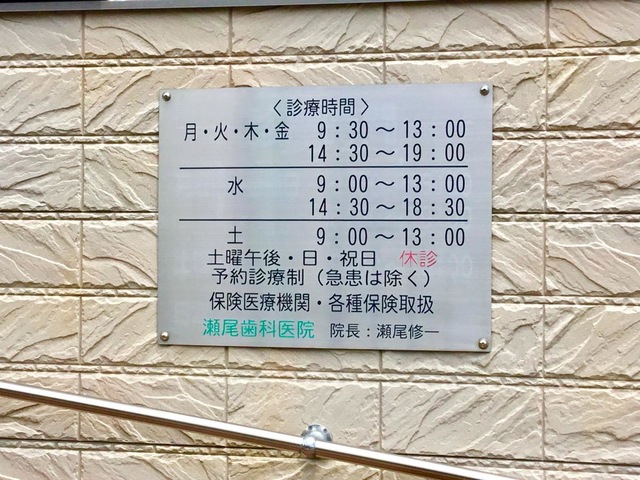 〈診療時間〉
月・火・木・金 9:30～13:00
14:30～19:00
水 9:00～13:00
14:30～18:30
土 9:00～13:00
土曜午後・日・祝日 休診
予約診療制（急患は除く）
保険医療機関・各種保険取扱
瀬尾歯科医院 院長：瀬尾修一